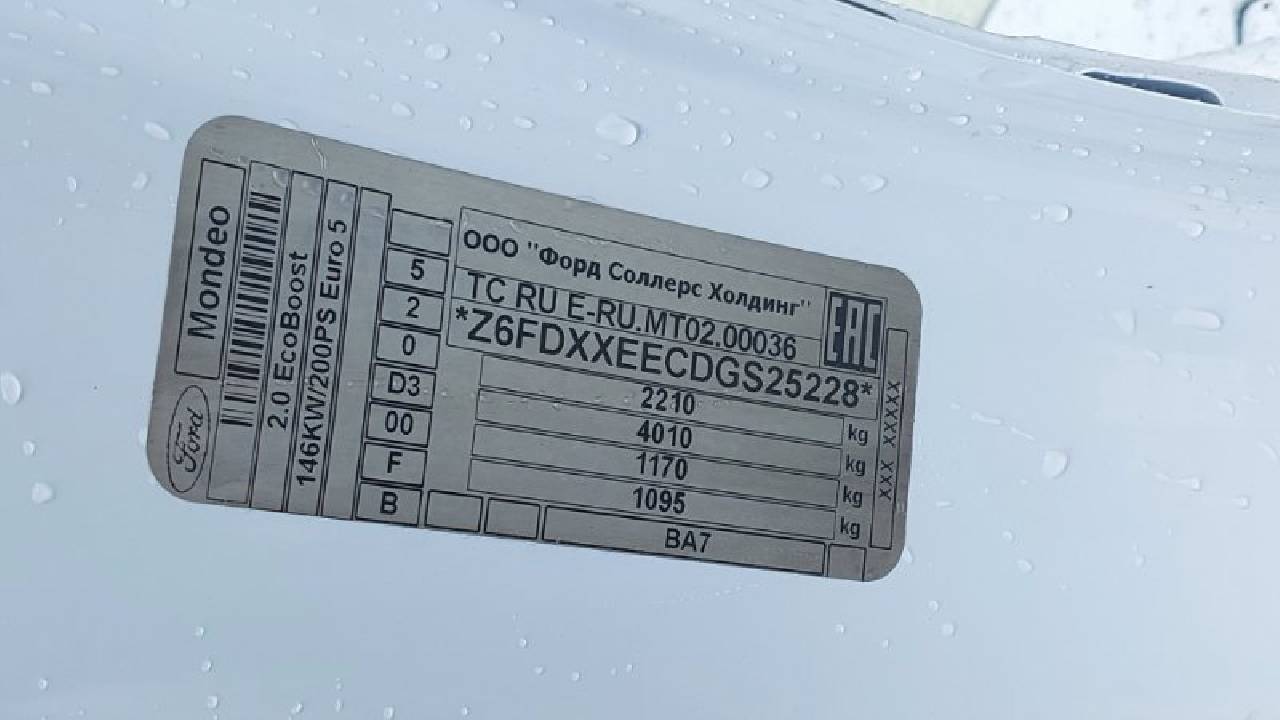 Ford
Mondeo
2.0 EcoBoost
146KW/200PS Euro 5
5
2
0
D3
00
F
B
ООО "Форд Соллерс Холдинг"
TC RU E-RU.MT02.00036
EAC
*Z6FDXXEECDGS25228*
2210 kg
4010 kg
1170 kg
1095 kg
BA7
XXX XXXXX